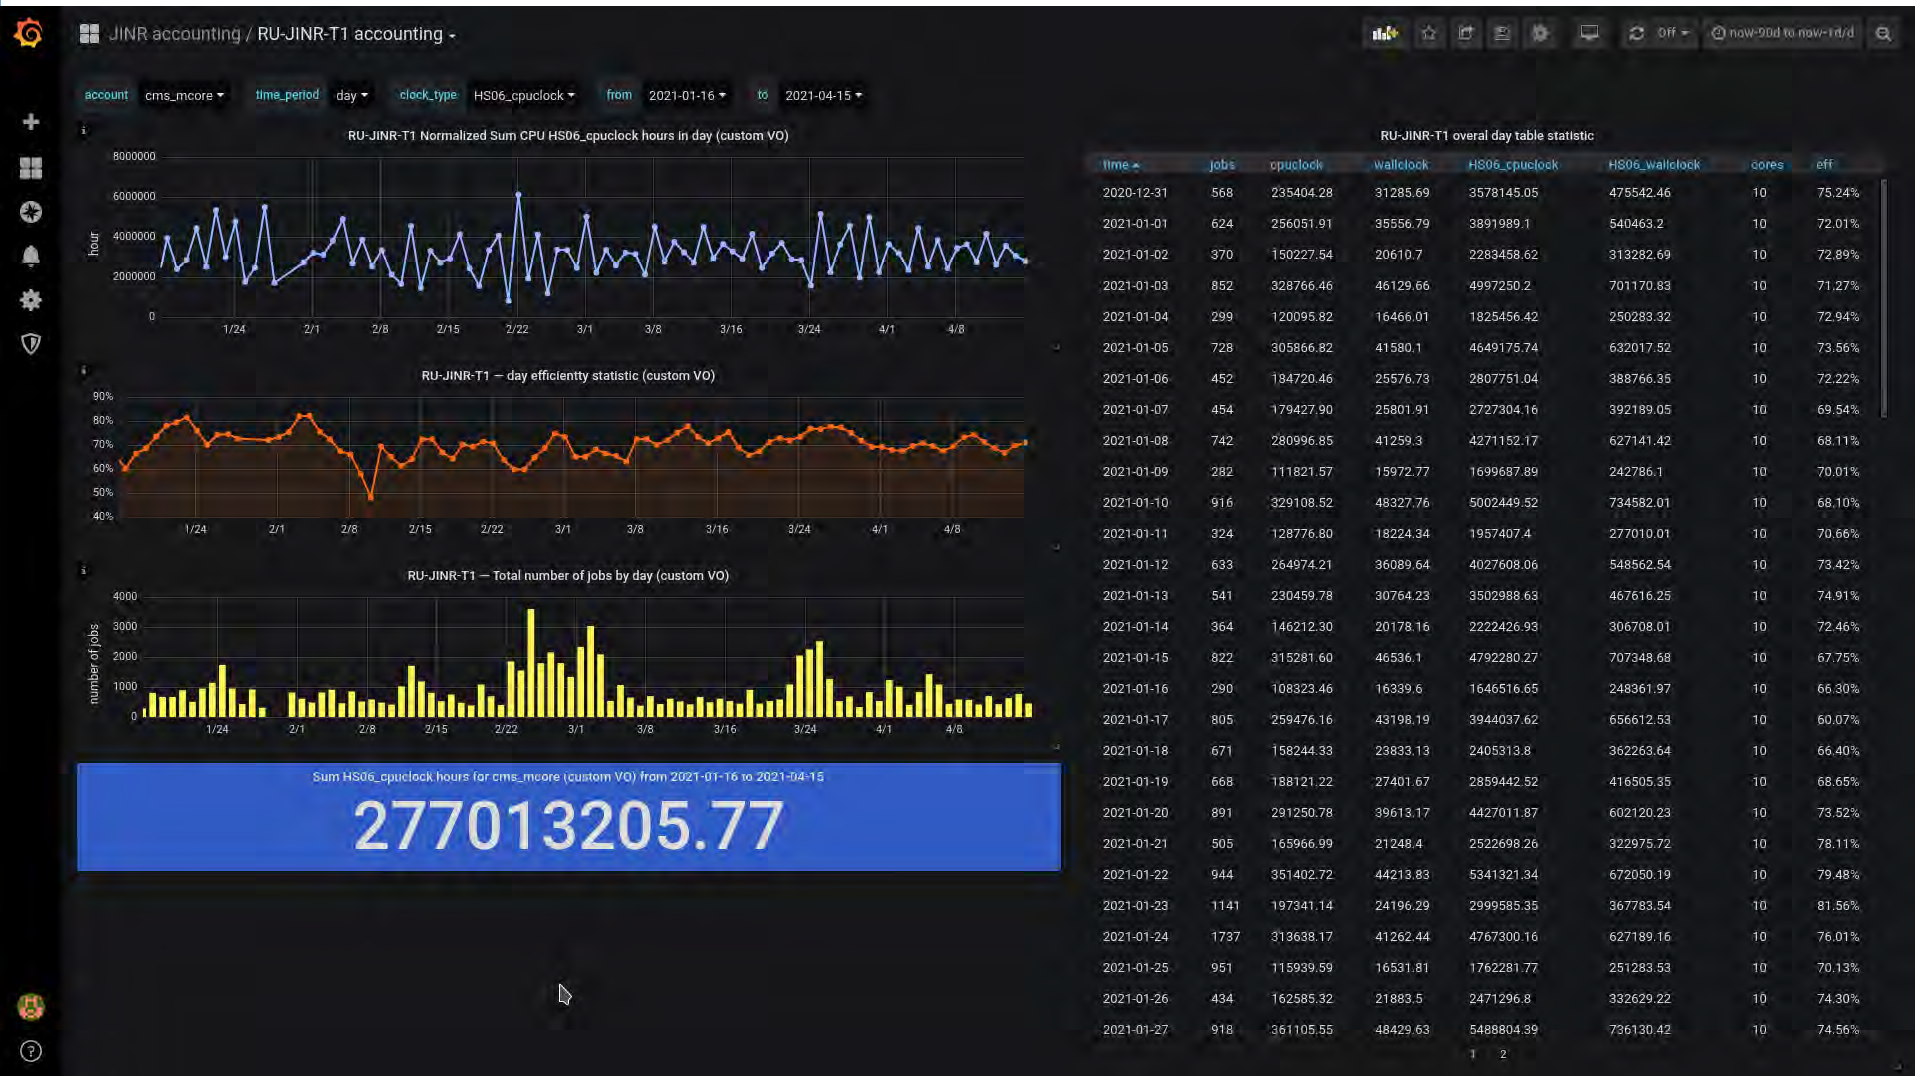 JINR accounting / RU-JINR-T1 accounting
Off now-90d to now-1d/d
account cms_mcore time_period day clock_type HS06_cpuclock from 2021-01-16 to 2021-04-15
RU-JINR-T1 Normalized Sum CPU HS06_cpuclock hours in day (custom VO)
8000000
6000000
4000000
2000000
0
hour
1/24 2/1 2/8 2/15 2/22 3/1 3/8 3/16 3/24 4/1 4/8
RU-JINR-T1 — day efficientty statistic (custom VO)
90%
80%
70%
60%
50%
40%
1/24 2/1 2/8 2/15 2/22 3/1 3/8 3/16 3/24 4/1 4/8
RU-JINR-T1 — Total number of jobs by day (custom VO)
4000
3000
2000
1000
0
number of jobs
1/24 2/1 2/8 2/15 2/22 3/1 3/8 3/16 3/24 4/1 4/8
Sum HS06_cpuclock hours for cms_mcore (custom VO) from 2021-01-16 to 2021-04-15
277013205.77
RU-JINR-T1 overal day table statistic
time jobs cpuclock wallclock HS06_cpuclock HS06_wallclock cores eff
2020-12-31 568 235404.28 31285.69 3578145.05 475542.46 10 75.24%
2021-01-01 624 256051.91 35556.79 3891989.1 540463.2 10 72.01%
2021-01-02 370 150227.54 20610.7 2283458.62 313282.69 10 72.89%
2021-01-03 852 328766.46 46129.66 4997250.2 701170.83 10 71.27%
2021-01-04 299 120095.82 16466.01 1825456.42 250283.32 10 72.94%
2021-01-05 728 305866.82 41580.1 4649175.74 632017.52 10 73.56%
2021-01-06 452 184720.46 25576.73 2807751.04 388766.35 10 72.22%
2021-01-07 454 179427.90 25801.91 2727304.16 392189.05 10 69.54%
2021-01-08 742 280996.85 41259.3 4271152.17 627141.42 10 68.11%
2021-01-09 282 111821.57 15972.77 1699687.89 242786.1 10 70.01%
2021-01-10 916 329108.52 48327.76 5002449.52 734582.01 10 68.10%
2021-01-11 324 128776.80 18224.34 1957407.4 277010.01 10 70.66%
2021-01-12 633 264974.21 36089.64 4027608.06 548562.54 10 73.42%
2021-01-13 541 230459.78 30764.23 3502988.63 467616.25 10 74.91%
2021-01-14 364 146212.30 20178.16 2222426.93 306708.01 10 72.46%
2021-01-15 822 315281.60 46536.1 4792280.27 707348.68 10 67.75%
2021-01-16 290 108323.46 16339.6 1646516.65 248361.97 10 66.30%
2021-01-17 805 259476.16 43198.19 3944037.62 656612.53 10 60.07%
2021-01-18 671 158244.33 23833.13 2405313.8 362263.64 10 66.40%
2021-01-19 668 188121.22 27401.67 2859442.52 416505.35 10 68.65%
2021-01-20 891 291250.78 39613.17 4427011.87 602120.23 10 73.52%
2021-01-21 505 165966.99 21248.4 2522698.26 322975.72 10 78.11%
2021-01-22 944 351402.72 44213.83 5341321.34 672050.19 10 79.48%
2021-01-23 1141 197341.14 24196.29 2999585.35 367783.54 10 81.56%
2021-01-24 1737 313638.17 41262.44 4767300.16 627189.16 10 76.01%
2021-01-25 951 115939.59 16531.81 1762281.77 251283.53 10 70.13%
2021-01-26 434 162585.32 21883.5 2471296.8 332629.22 10 74.30%
2021-01-27 918 361105.55 48429.63 5488804.39 736130.42 10 74.56%
1 2